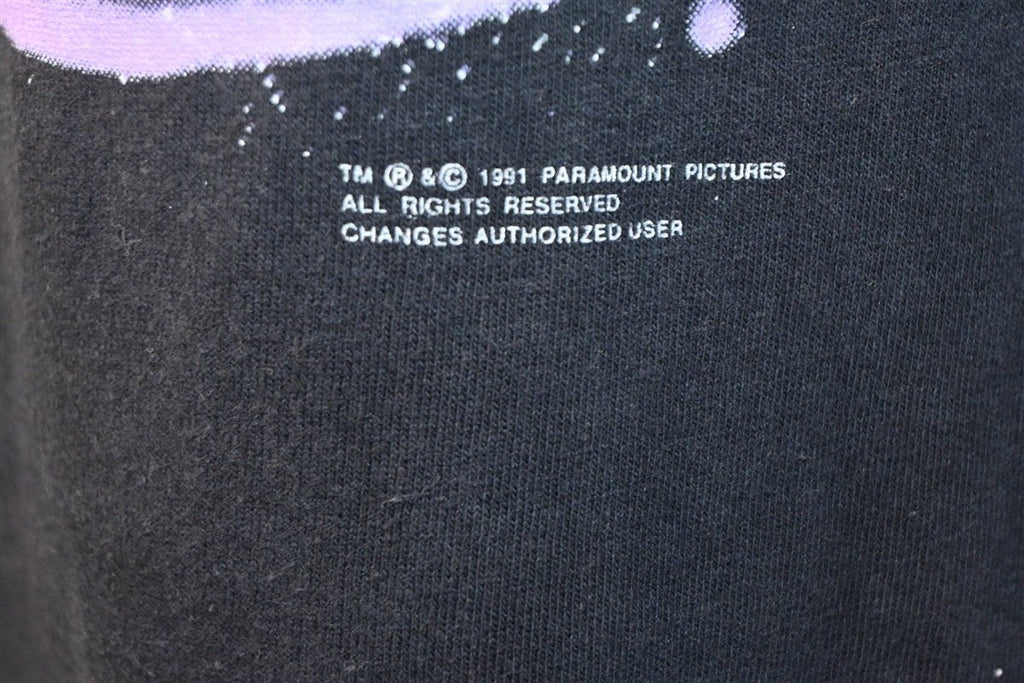 TM ® & © 1991 PARAMOUNT PICTURES
ALL RIGHTS RESERVED
CHANGES AUTHORIZED USER